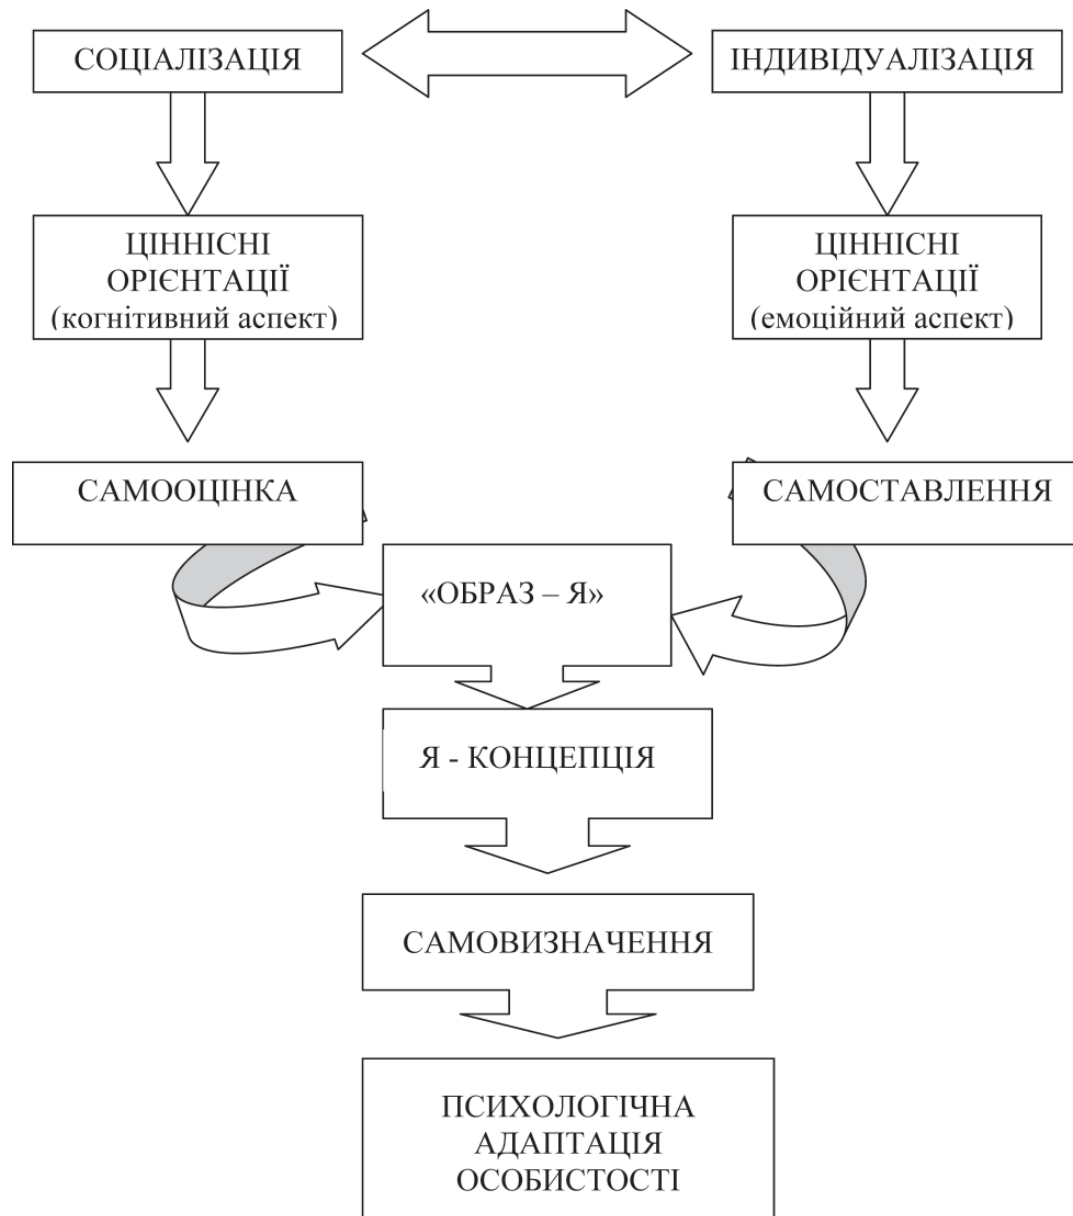 СОЦІАЛІЗАЦІЯ
ІНДИВІДУАЛІЗАЦІЯ
ЦІННІСНІ
ОРІЄНТАЦІЇ
(когнітивний аспект)
ЦІННІСНІ
ОРІЄНТАЦІЇ
(емоційний аспект)
САМООЦІНКА
САМОСТАВЛЕННЯ
«ОБРАЗ – Я»
Я - КОНЦЕПЦІЯ
САМОВИЗНАЧЕННЯ
ПСИХОЛОГІЧНА
АДАПТАЦІЯ
ОСОБИСТОСТІ